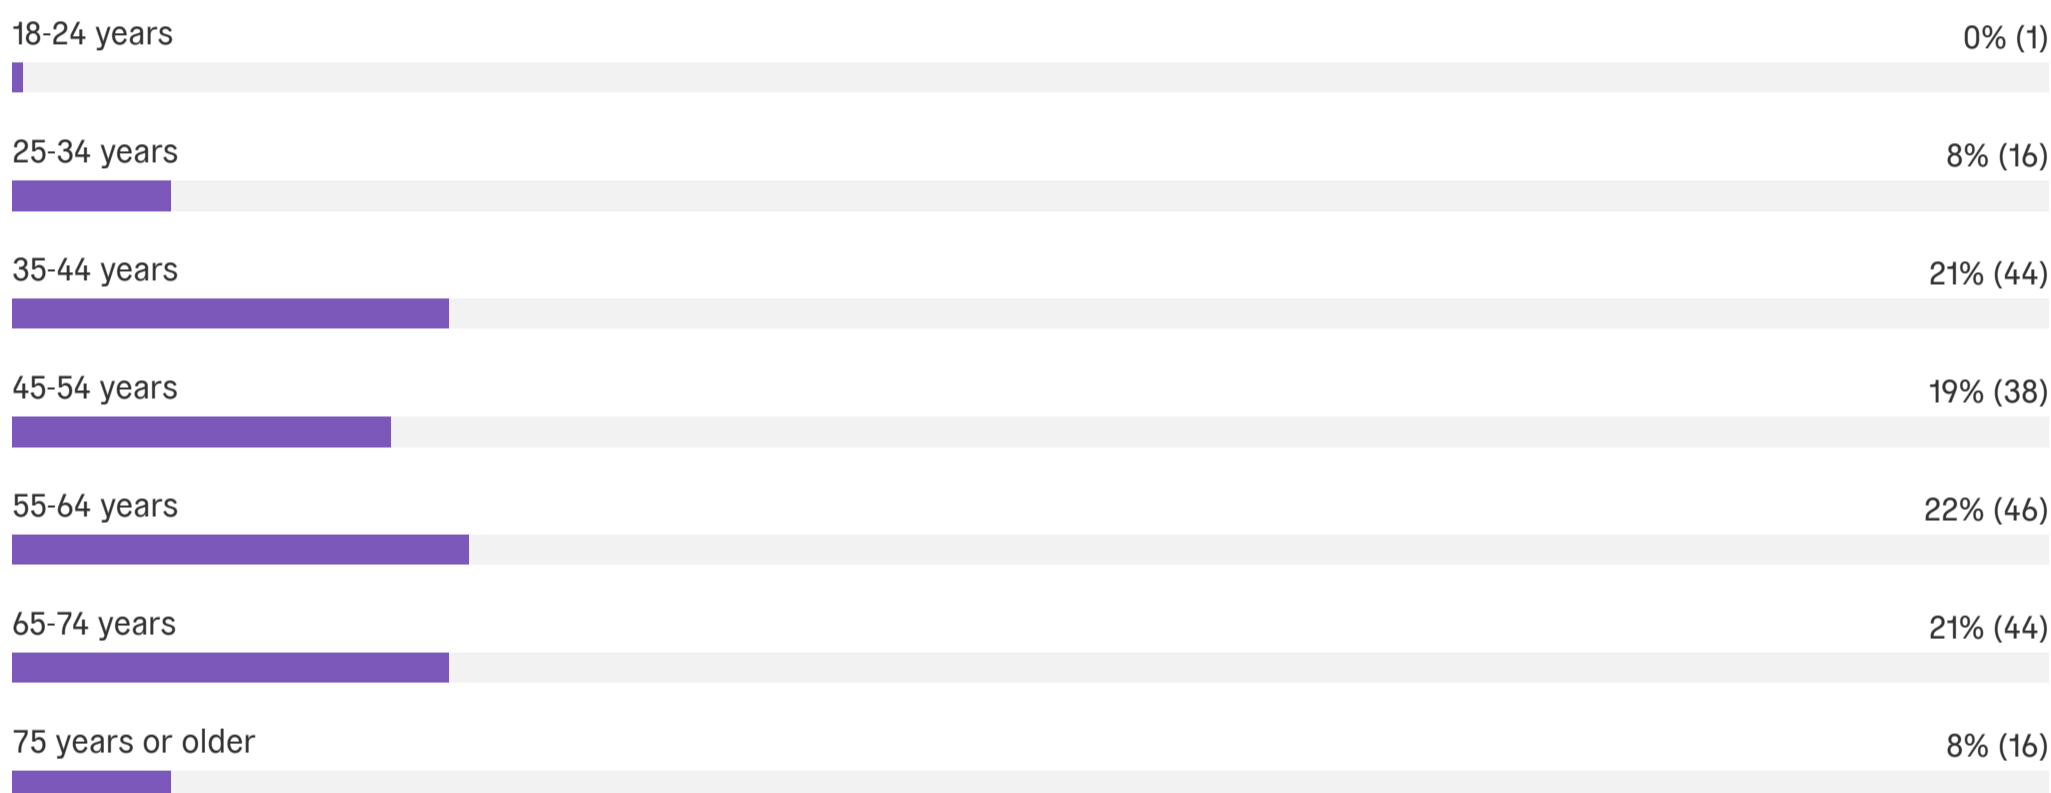 18-24 years 0% (1)
25-34 years 8% (16)
35-44 years 21% (44)
45-54 years 19% (38)
55-64 years 22% (46)
65-74 years 21% (44)
75 years or older 8% (16)